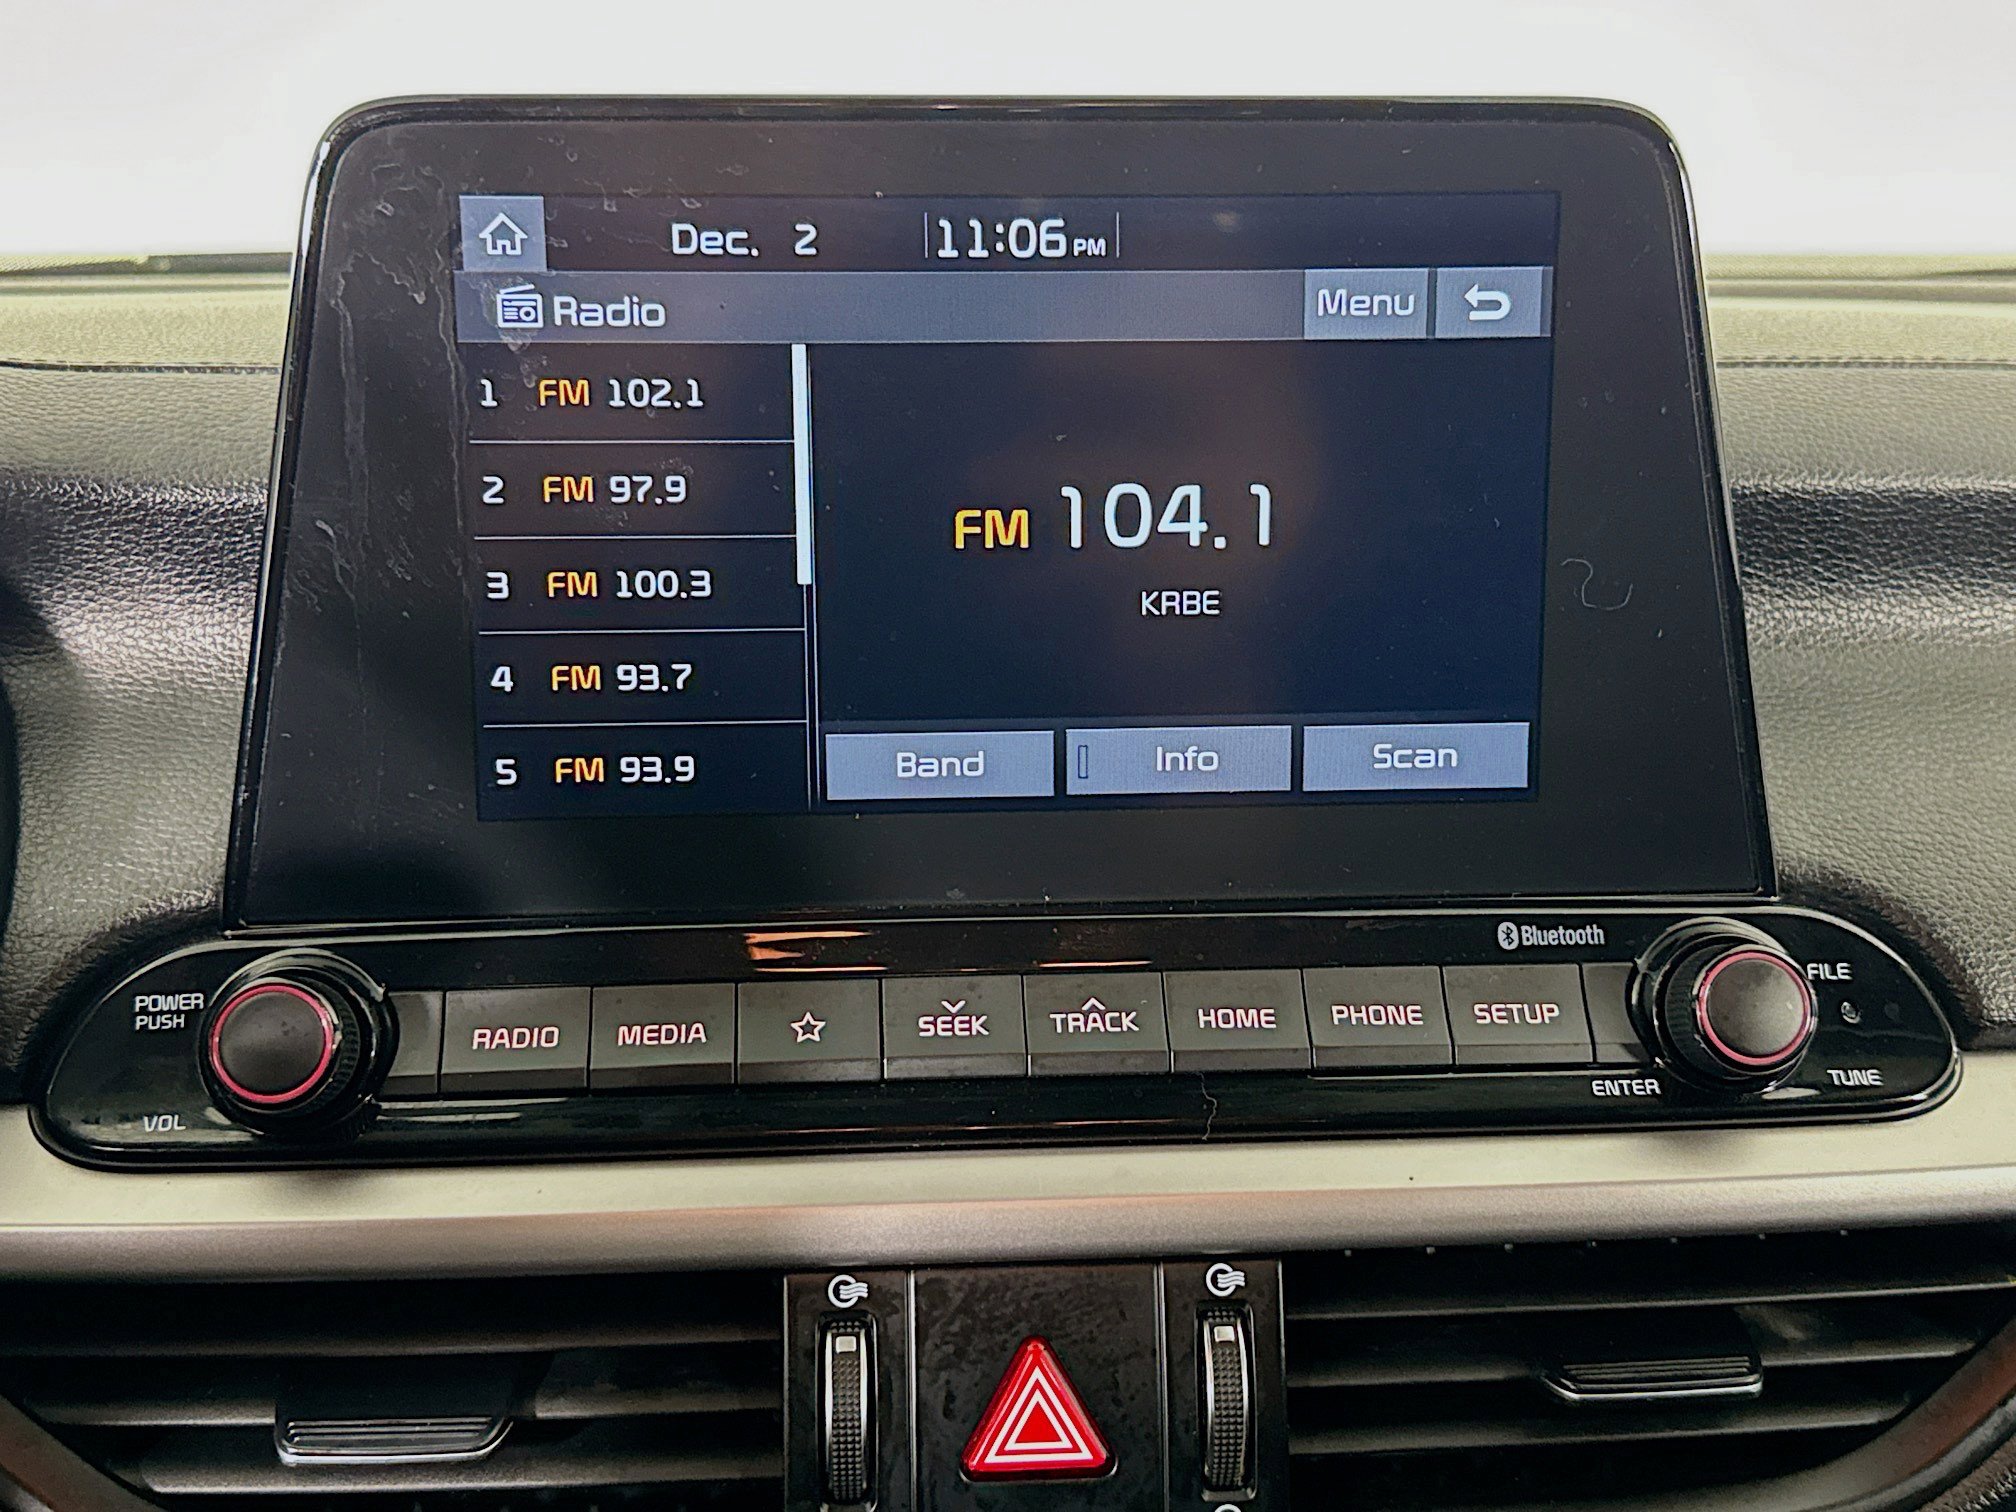 Dec. 2 11:06 PM
Radio Menu
1 FM 102.1
2 FM 97.9
3 FM 100.3
4 FM 93.7
5 FM 93.9
FM 104.1
KRBE
Band Info Scan
Bluetooth
POWER
PUSH
VOL
RADIO MEDIA SEEK TRACK HOME PHONE SETUP
FILE
ENTER
TUNE